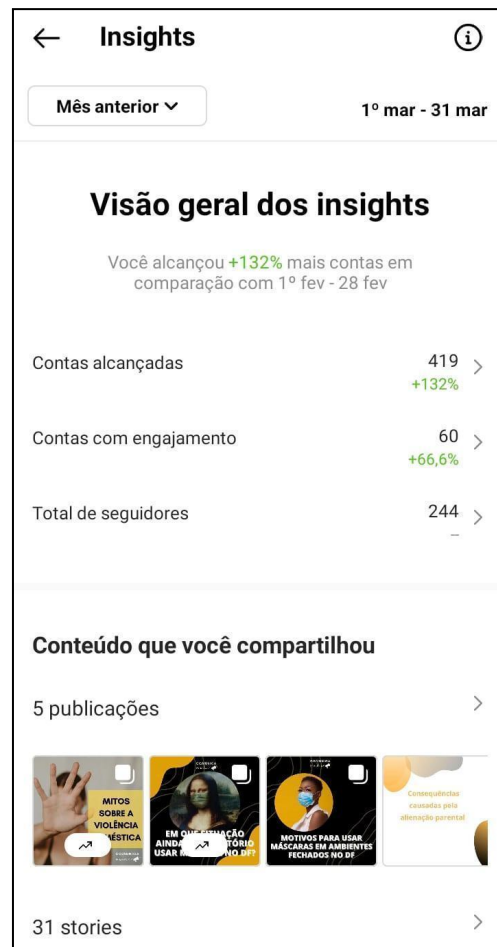 Insights
Mês anterior
1º mar - 31 mar
Visão geral dos insights
Você alcançou +132% mais contas em
comparação com 1º fev - 28 fev
Contas alcançadas
419
+132%
Contas com engajamento
60
+66,6%
Total de seguidores
244
--
Conteúdo que você compartilhou
5 publicações
MITOS
SOBRE A
VIOLÊNCIA
EM QUE
AINDA
USAR
NO DF?
MOTIVOS PARA USAR
MÁSCARAS EM AMBIENTES
FECHADOS NO DF
Consequências
causadas pela
alienação parental
31 stories